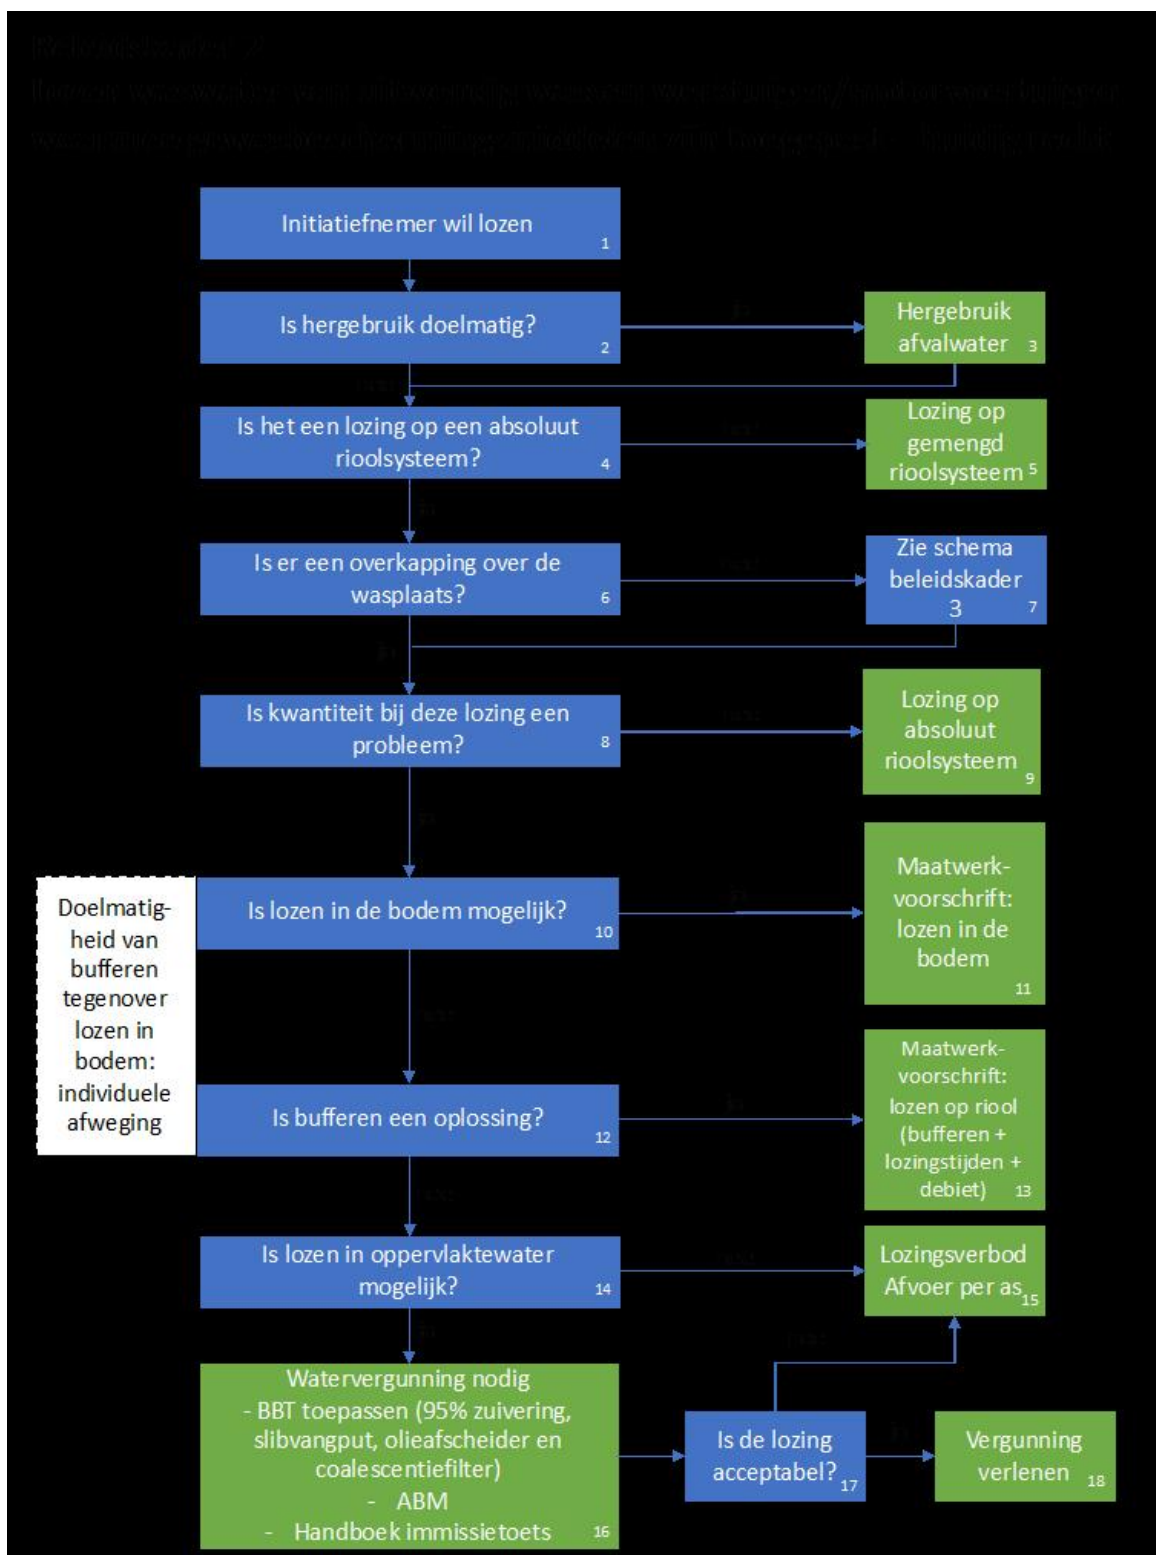 Initiatiefnemer wil lozen
1
Is hergebruik doelmatig?
2
Hergebruik
afvalwater
3
Is het een lozing op een absoluut
rioolsysteem?
4
Lozing op
gemengd
rioolsysteem
5
Is er een overkapping over de
wasplaats?
6
Zie schema
beleidskader
3
7
Is kwantiteit bij deze lozing een
probleem?
8
Lozing op
absoluut
rioolsysteem
9
Doelmatig-
heid van
bufferen
tegenover
lozen in
bodem:
individuele
afweging
Is lozen in de bodem mogelijk?
10
Maatwerk-
voorschrift:
lozen in de
bodem
11
Is bufferen een oplossing?
12
Maatwerk-
voorschrift:
lozen op riool
(bufferen +
lozingstijden +
debiet)
13
Is lozen in oppervlaktewater
mogelijk?
14
Lozingsverbod
Afvoer per as
15
Watervergunning nodig
- BBT toepassen (95% zuivering,
slibvangput, olieafscheider en
coalescentiefilter)
- ABM
- Handboek immissietoets
16
Is de lozing
acceptabel?
17
Vergunning
verlenen
18